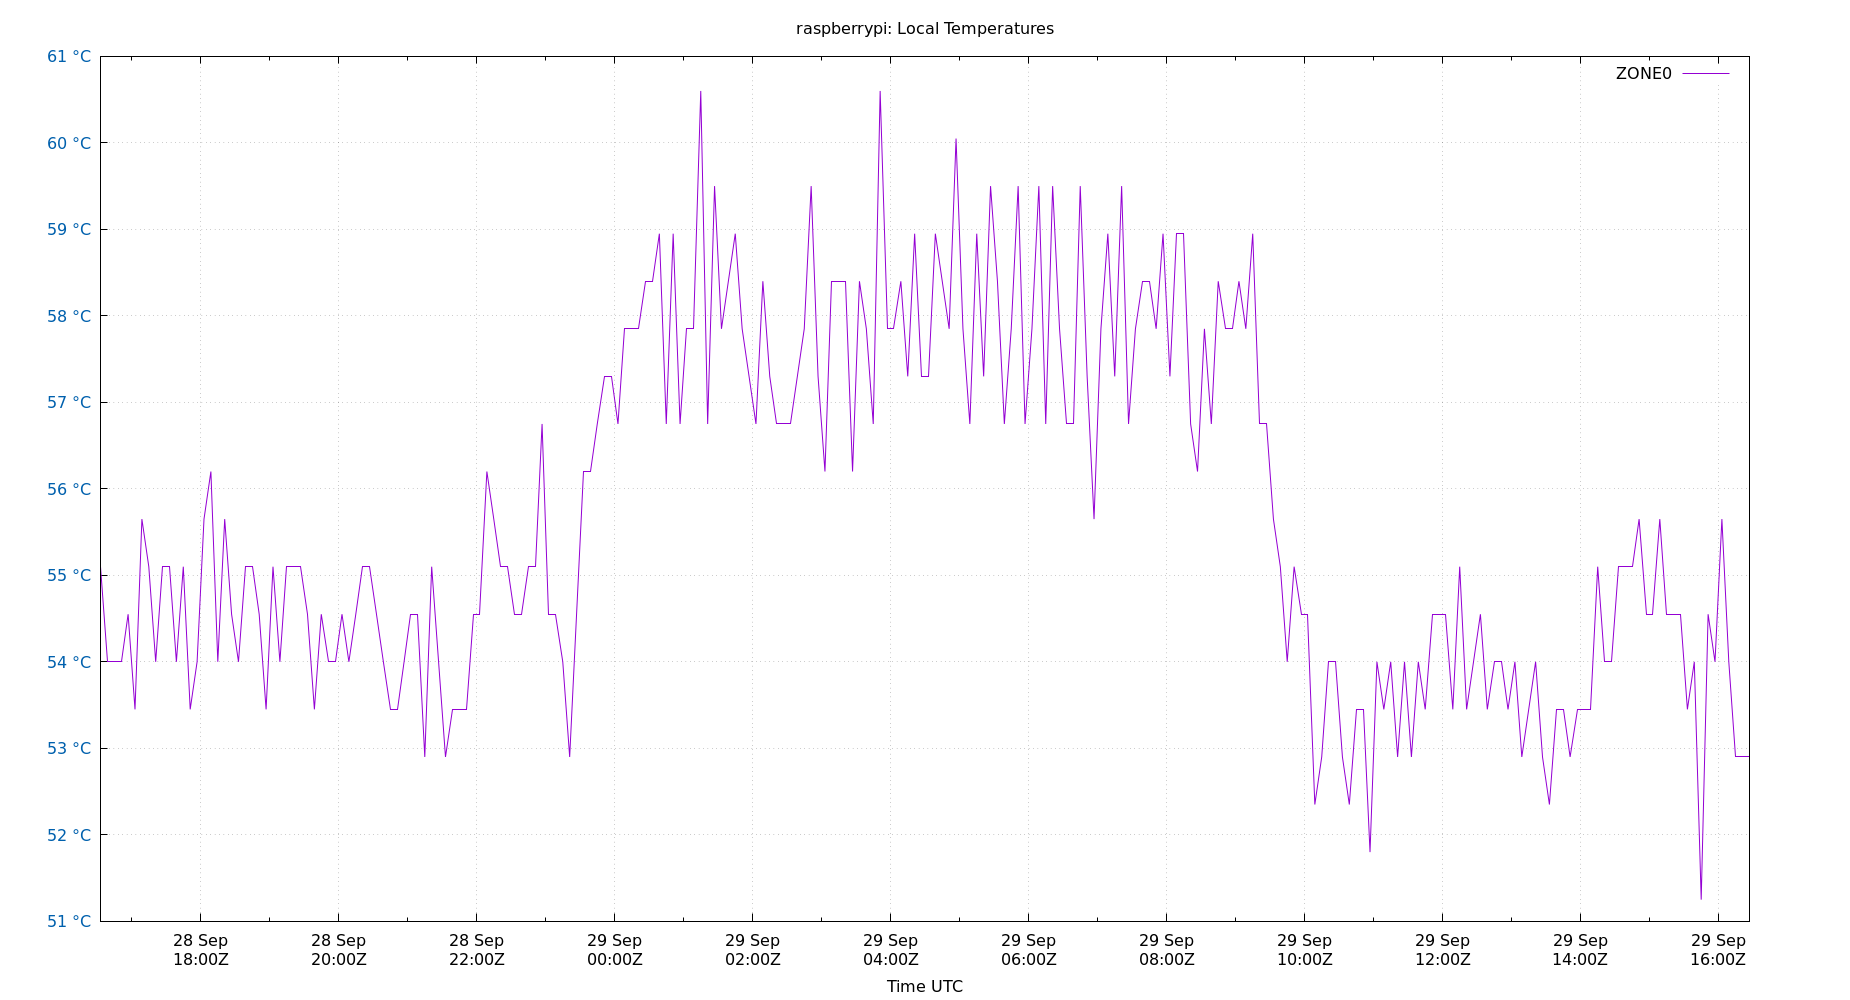 raspberrypi: Local Temperatures
ZONE0
61 °C
60 °C
59 °C
58 °C
57 °C
56 °C
55 °C
54 °C
53 °C
52 °C
51 °C
28 Sep 28 Sep 28 Sep 29 Sep 29 Sep 29 Sep 29 Sep 29 Sep 29 Sep 29 Sep 29 Sep 29 Sep
18:00Z 20:00Z 22:00Z 00:00Z 02:00Z 04:00Z 06:00Z 08:00Z 10:00Z 12:00Z 14:00Z 16:00Z
Time UTC